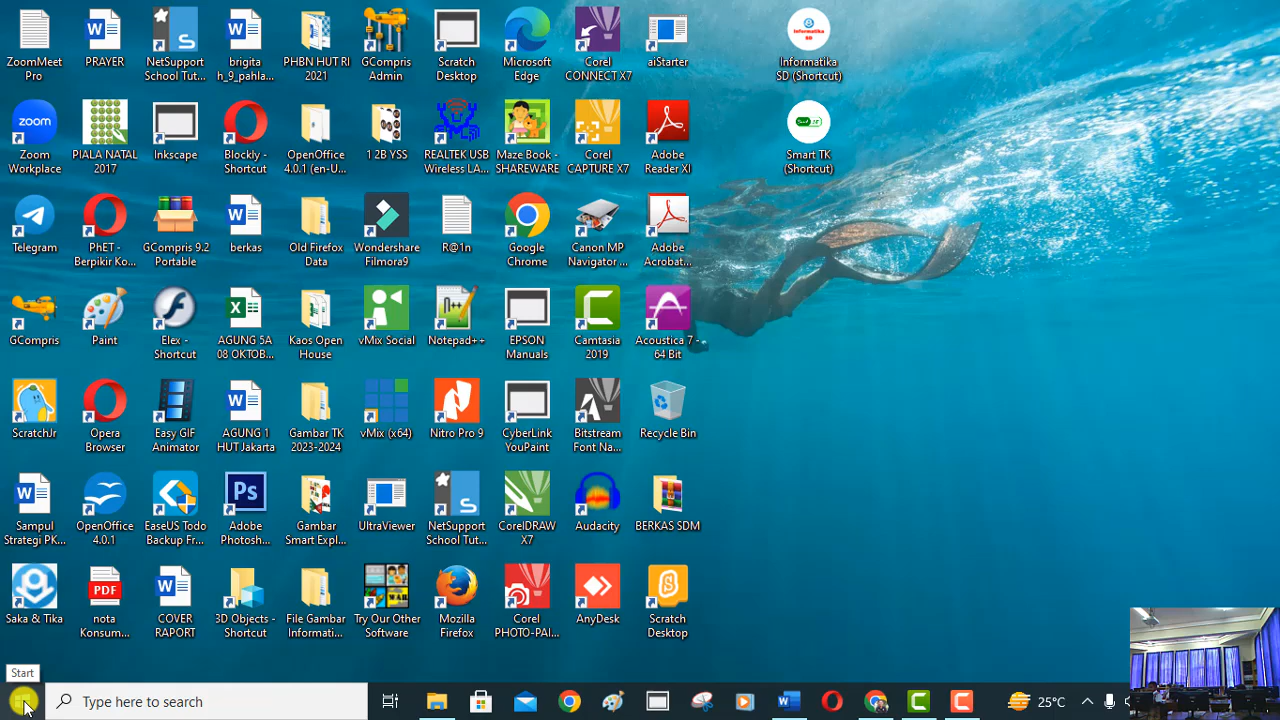 ZoomMeet
Pro
PRAYER
NetSupport
School Tut...
brigita
h_9_pahla...
PHBN HUT RI
2021
GCompris
Admin
Scratch
Desktop
Microsoft
Edge
Corel
CONNECT X7
aiStarter
Informatika
SD
Informatika
SD (Shortcut)
zoom
Zoom
Workplace
PIALA NATAL
2017
Inkscape
Blockly -
Shortcut
OpenOffice
4.0.1 (en-U...
1 2B YSS
REALTEK USB
Wireless LA...
Maze Book -
SHAREWARE
Corel
CAPTURE X7
Adobe
Reader XI
Smart TK
(Shortcut)
Telegram
PhET -
Berpikir Ko...
GCompris 9.2
Portable
berkas
Old Firefox
Data
Wondershare
Filmora9
R@1n
Google
Chrome
Canon MP
Navigator ...
Adobe
Acrobat...
GCompris
Paint
Elex -
Shortcut
AGUNG 5A
08 OKTOB...
Kaos Open
House
vMix Social
Notepad++
EPSON
Manuals
Camtasia
2019
Acoustica 7 -
64 Bit
ScratchJr
Opera
Browser
Easy GIF
Animator
AGUNG 1
HUT Jakarta
Gambar TK
2023-2024
vMix (x64)
Nitro Pro 9
CyberLink
YouPaint
Bitstream
Font Na...
Recycle Bin
Sampul
Strategi PK...
OpenOffice
4.0.1
EaseUS Todo
Backup Fr...
Ps
Adobe
Photosh...
Gambar
Smart Expl...
UltraViewer
NetSupport
School Tut...
CorelDRAW
X7
Audacity
BERKAS SDM
Saka & Tika
PDF
nota
Konsum...
COVER
RAPORT
3D Objects -
Shortcut
File Gambar
Informati...
Try Our Other
Software
Mozilla
Firefox
Corel
PHOTO-PAI...
AnyDesk
Scratch
Desktop
Start
Type here to search
25°C